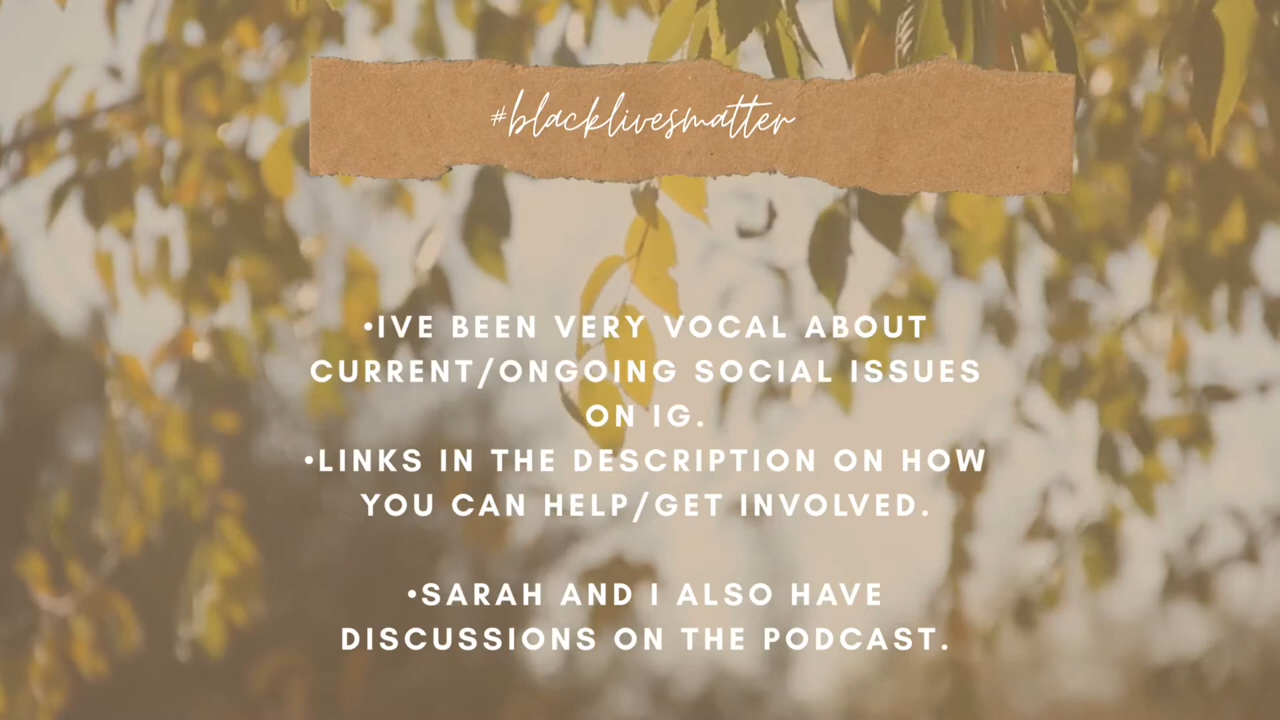 #blacklivesmatter
•IVE BEEN VERY VOCAL ABOUT
CURRENT/ONGOING SOCIAL ISSUES
ON IG.
•LINKS IN THE DESCRIPTION ON HOW
YOU CAN HELP/GET INVOLVED.
•SARAH AND I ALSO HAVE
DISCUSSIONS ON THE PODCAST.